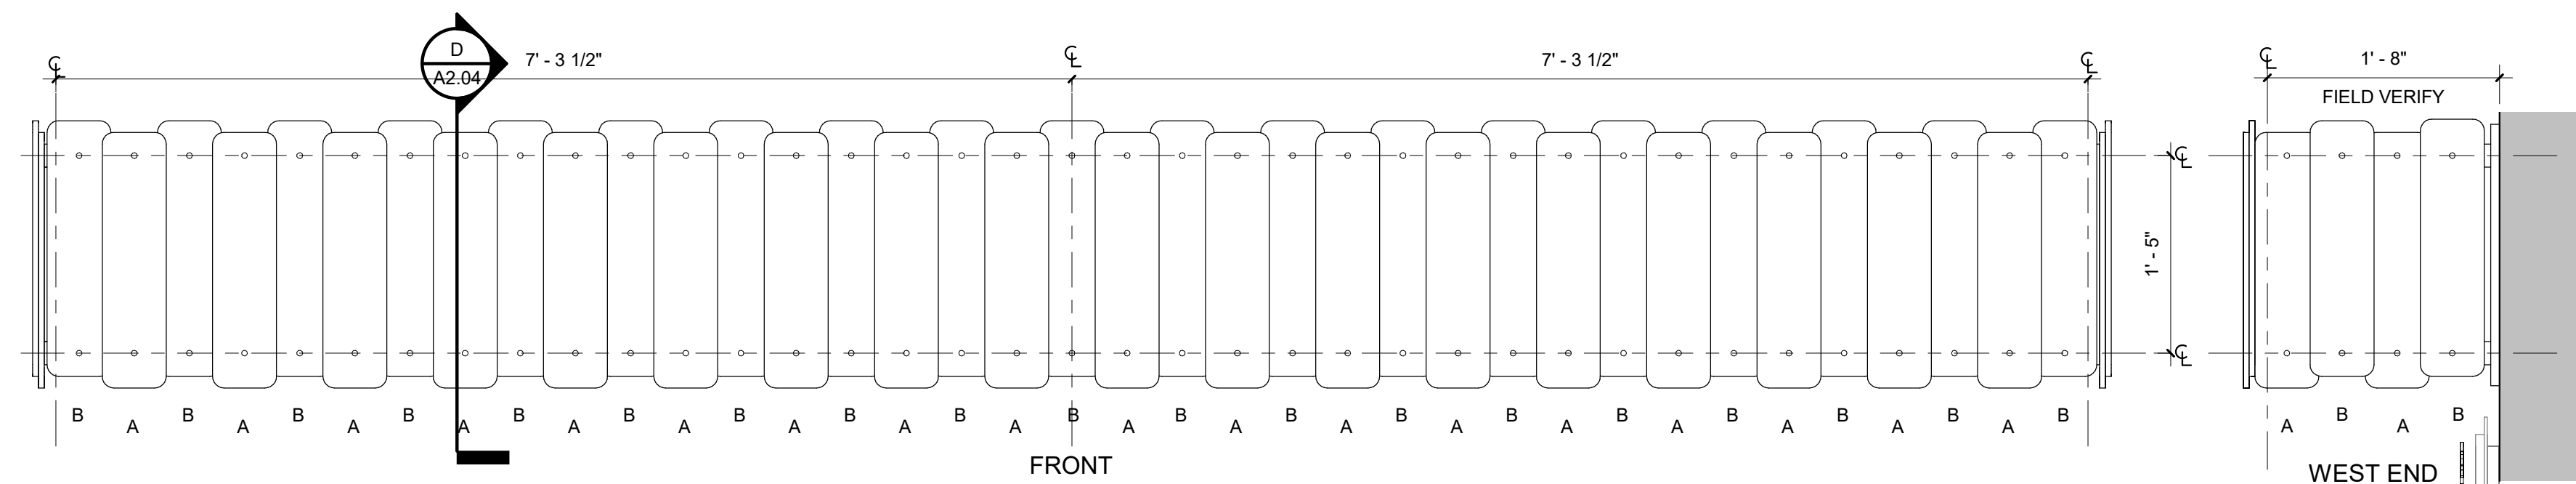 D
A2.04
7' - 3 1/2"
7' - 3 1/2"
1' - 8"
FIELD VERIFY
1' - 5"
B A B A B A B A B A B A B A B A B A B A B A B A B A B A B A B A B A B A B
A B A B
FRONT
WEST END